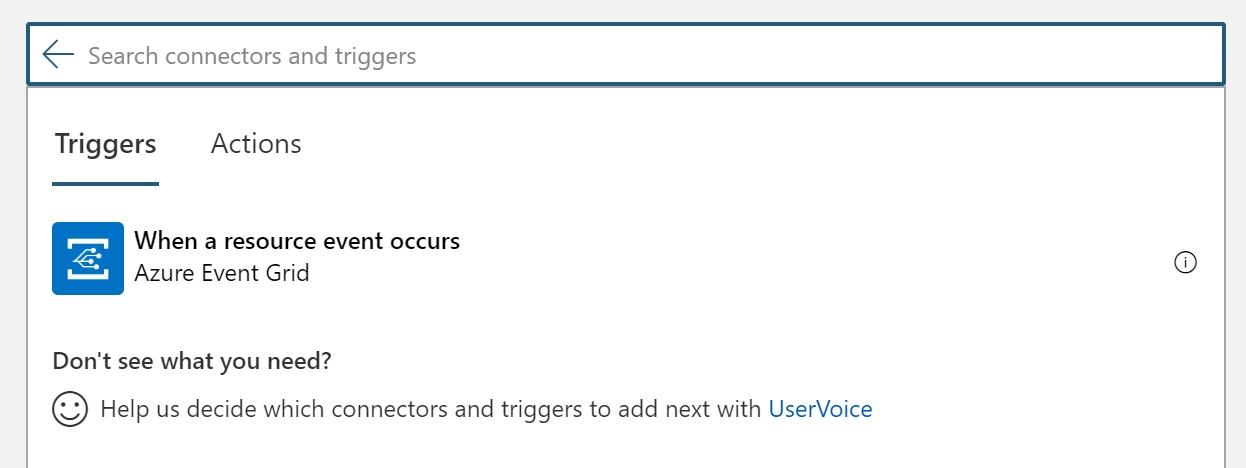 Search connectors and triggers
Triggers Actions
When a resource event occurs
Azure Event Grid
Don't see what you need?
Help us decide which connectors and triggers to add next with UserVoice